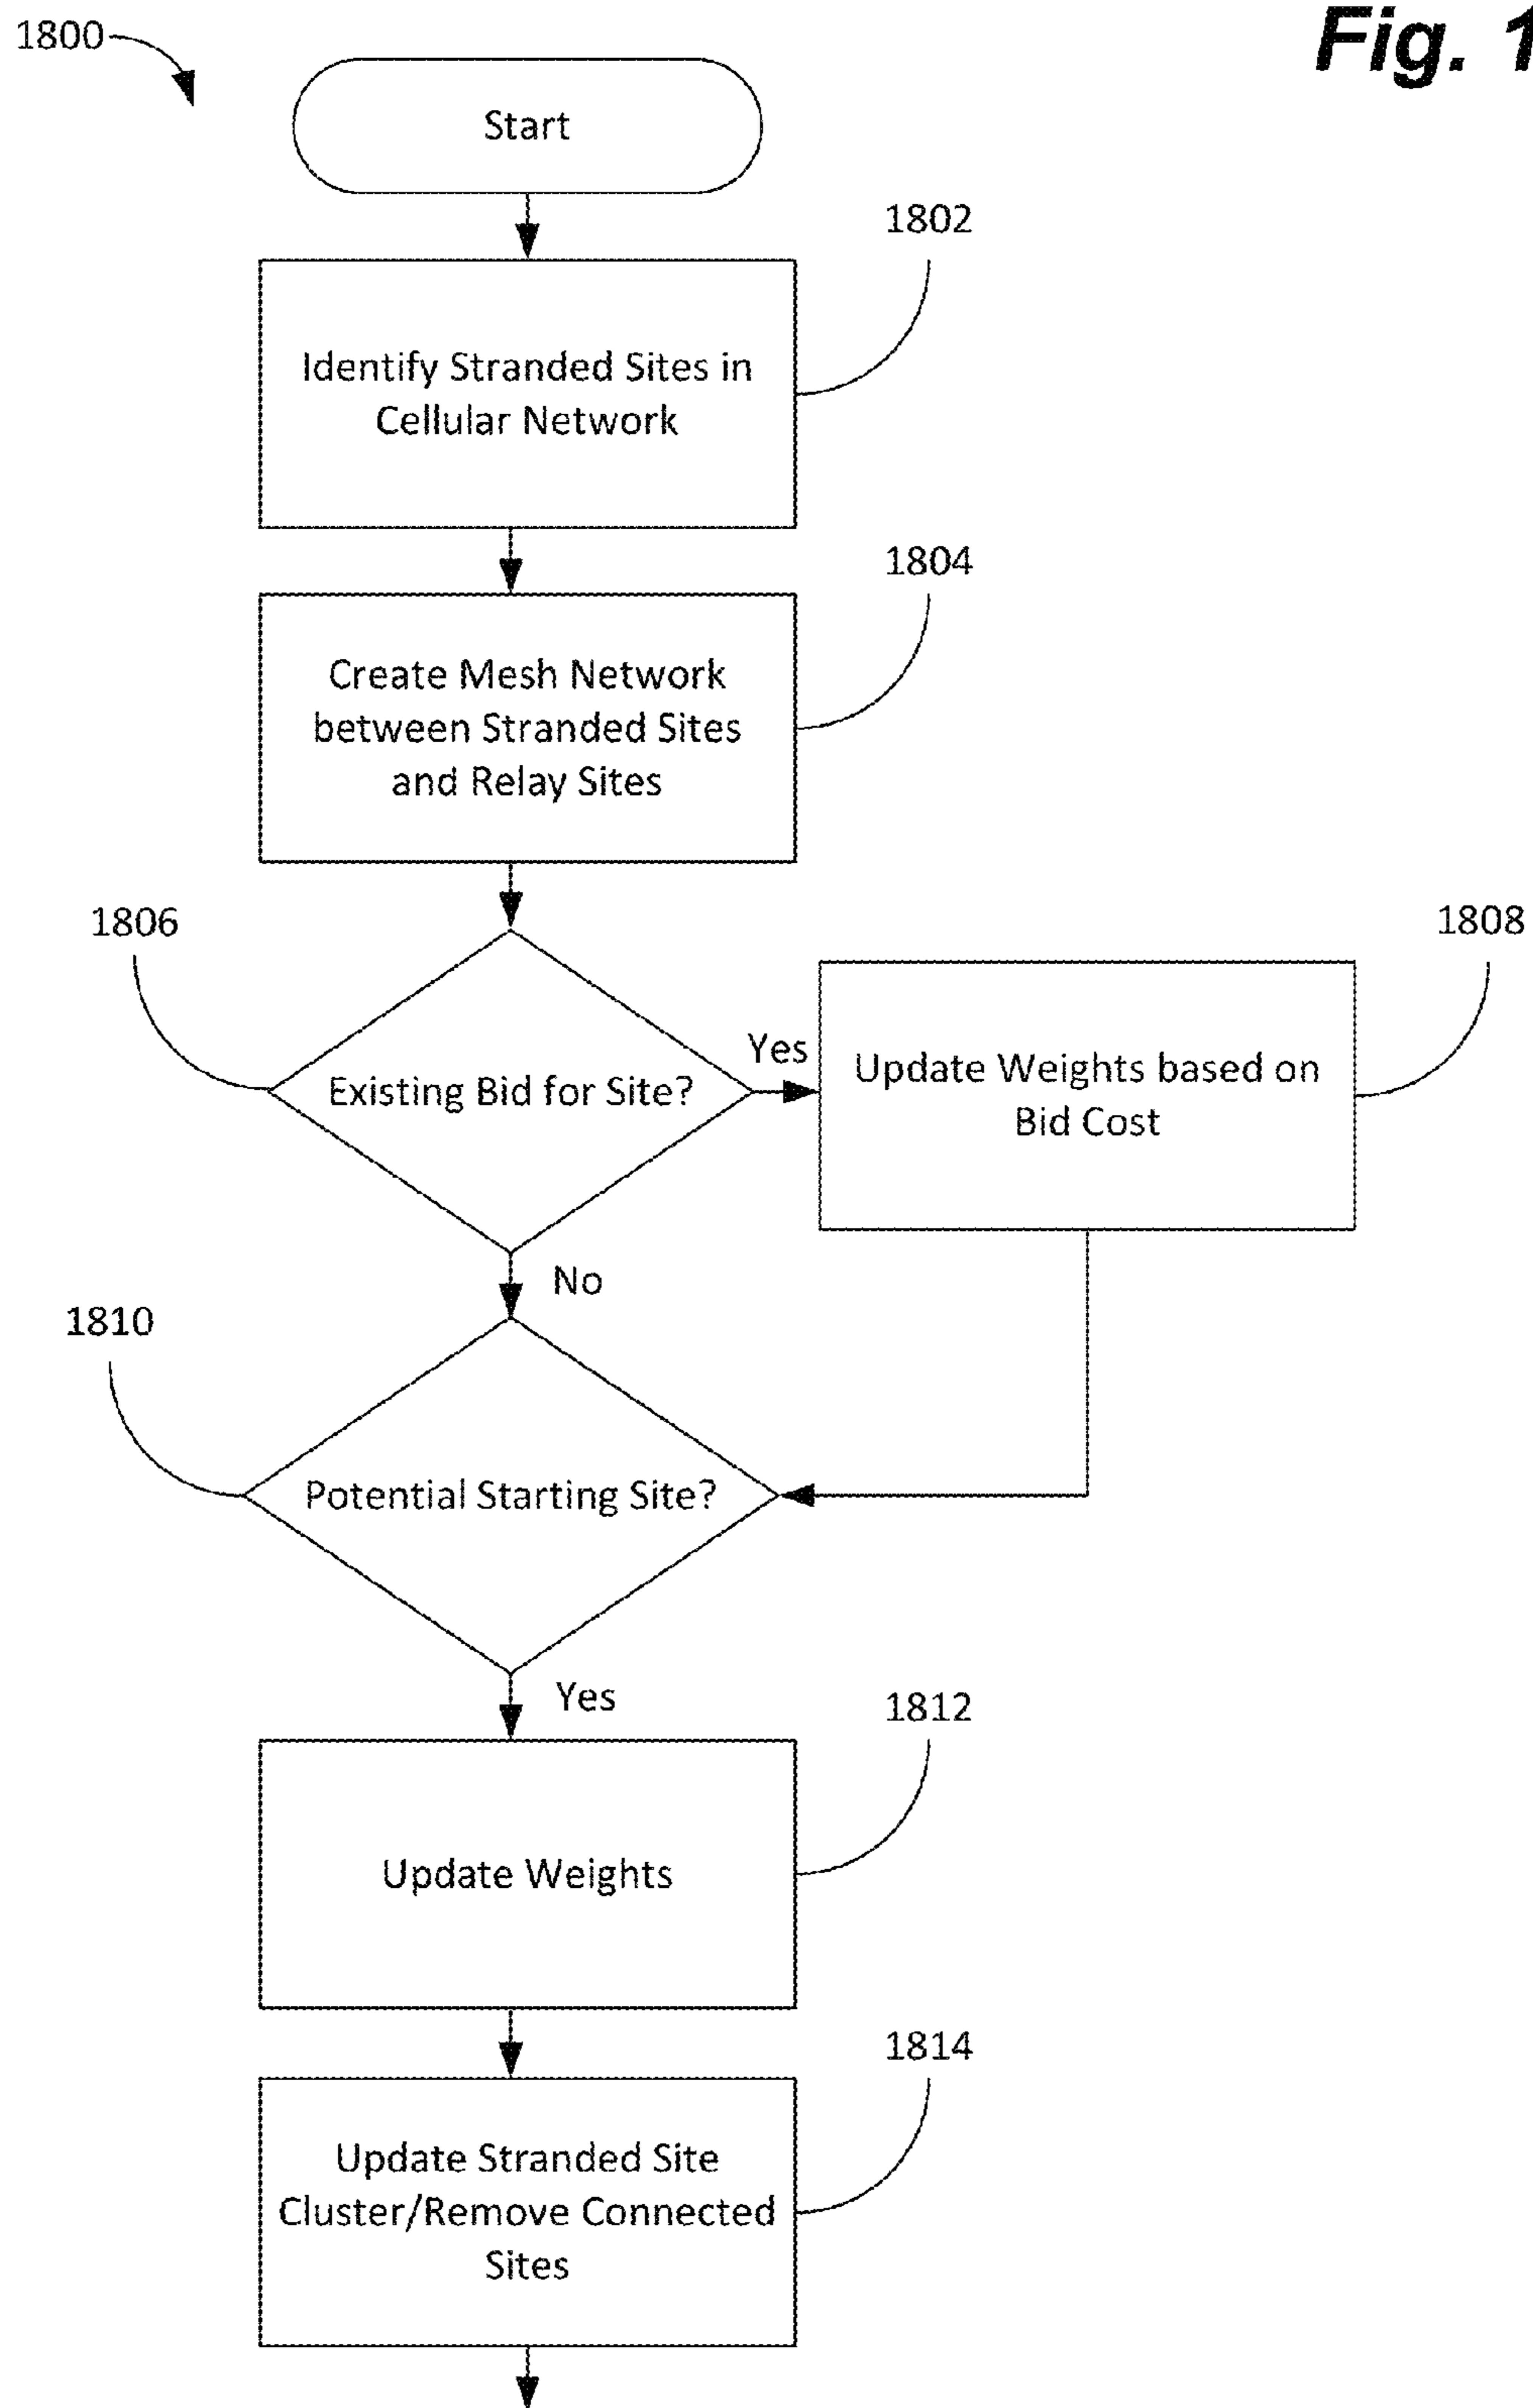 Fig. 1
1800
Start
1802
Identify Stranded Sites in
Cellular Network
1804
Create Mesh Network
between Stranded Sites
and Relay Sites
1806
1808
Yes
Existing Bid for Site?
Update Weights based on
Bid Cost
No
1810
Potential Starting Site?
Yes
1812
Update Weights
1814
Update Stranded Site
Cluster/Remove Connected
Sites